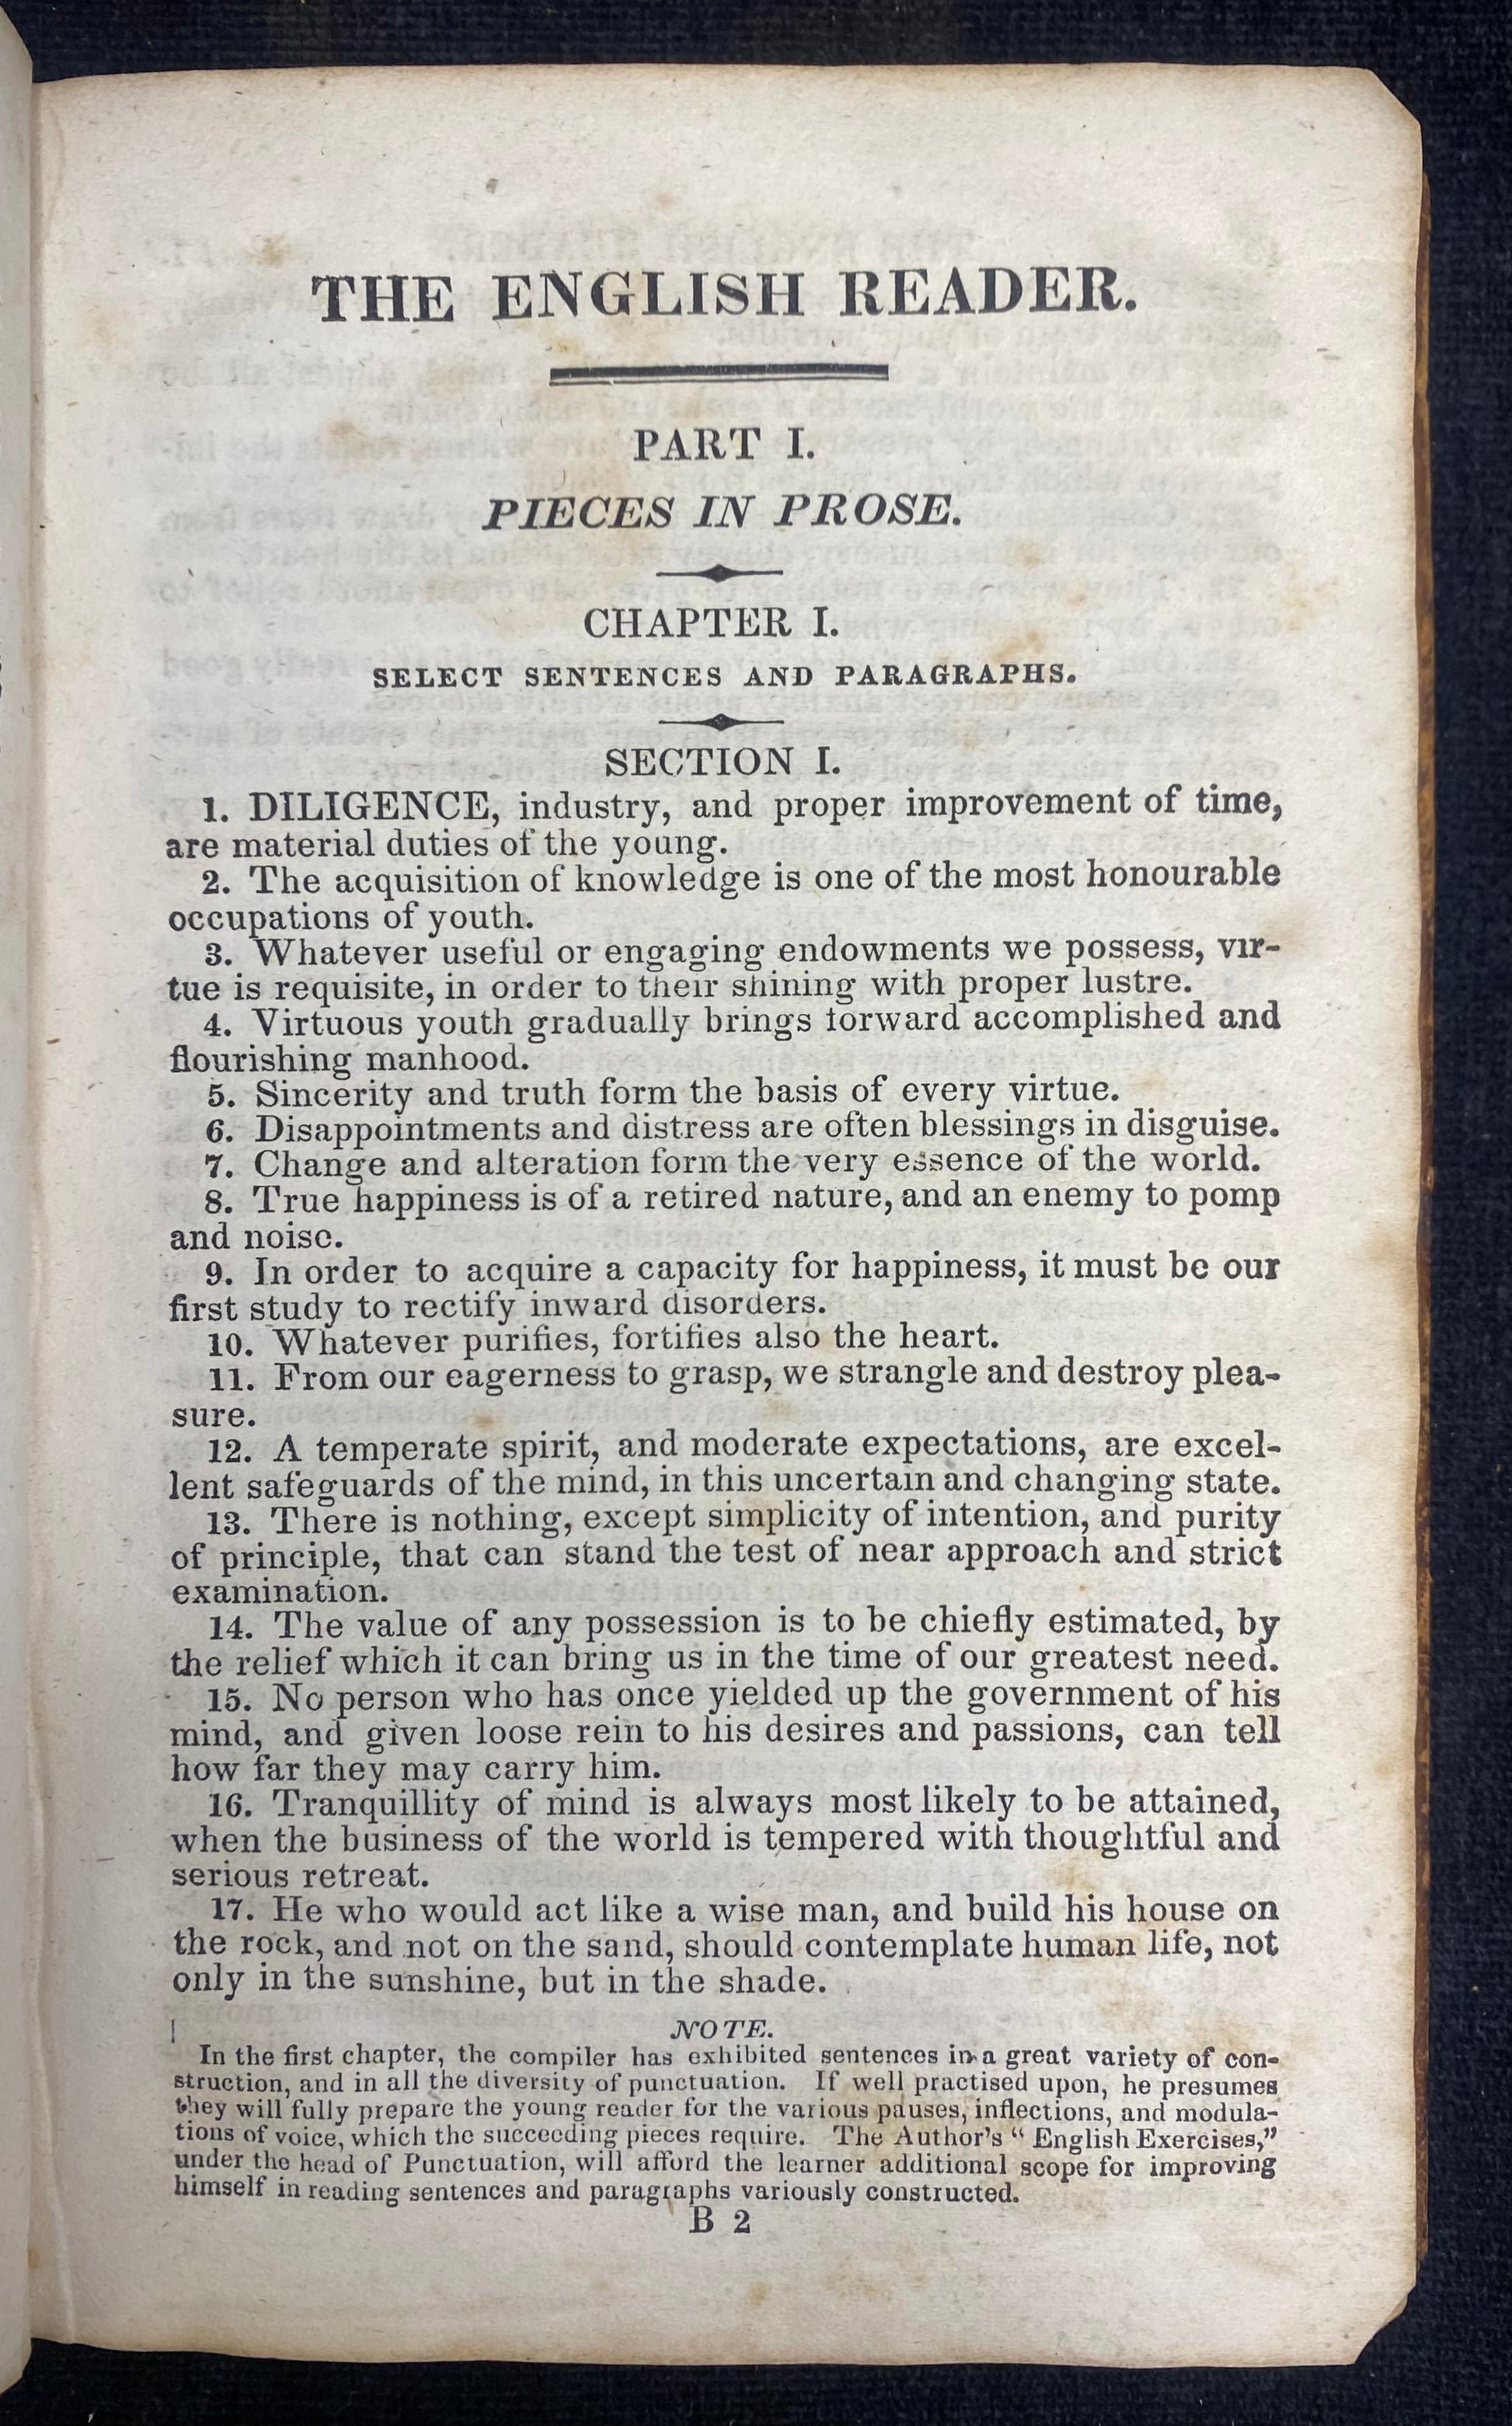 THE ENGLISH READER.
PART I.
PIECES IN PROSE.
CHAPTER I.
SELECT SENTENCES AND PARAGRAPHS.
SECTION I.
1. DILIGENCE, industry, and proper improvement of time,
are material duties of the young.
2. The acquisition of knowledge is one of the most honourable
occupations of youth.
3. Whatever useful or engaging endowments we possess, vir-
tue is requisite, in order to their shining with proper lustre.
4. Virtuous youth gradually brings forward accomplished and
flourishing manhood.
5. Sincerity and truth form the basis of every virtue.
6. Disappointments and distress are often blessings in disguise.
7. Change and alteration form the very essence of the world.
8. True happiness is of a retired nature, and an enemy to pomp
and noise.
9. In order to acquire a capacity for happiness, it must be our
first study to rectify inward disorders.
10. Whatever purifies, fortifies also the heart.
11. From our eagerness to grasp, we strangle and destroy plea-
sure.
12. A temperate spirit, and moderate expectations, are excel-
lent safeguards of the mind, in this uncertain and changing state.
13. There is nothing, except simplicity of intention, and purity
of principle, that can stand the test of near approach and strict
examination.
14. The value of any possession is to be chiefly estimated, by
the relief which it can bring us in the time of our greatest need.
15. No person who has once yielded up the government of his
mind, and given loose rein to his desires and passions, can tell
how far they may carry him.
16. Tranquillity of mind is always most likely to be attained,
when the business of the world is tempered with thoughtful and
serious retreat.
17. He who would act like a wise man, and build his house on
the rock, and not on the sand, should contemplate human life, not
only in the sunshine, but in the shade.
NOTE.
In the first chapter, the compiler has exhibited sentences in a great variety of con-
struction, and in all the diversity of punctuation. If well practised upon, he presumes
they will fully prepare the young reader for the various pauses, inflections, and modula-
tions of voice, which the succeeding pieces require. The Author's “ English Exercises,”
under the head of Punctuation, will afford the learner additional scope for improving
himself in reading sentences and paragraphs variously constructed.
B 2